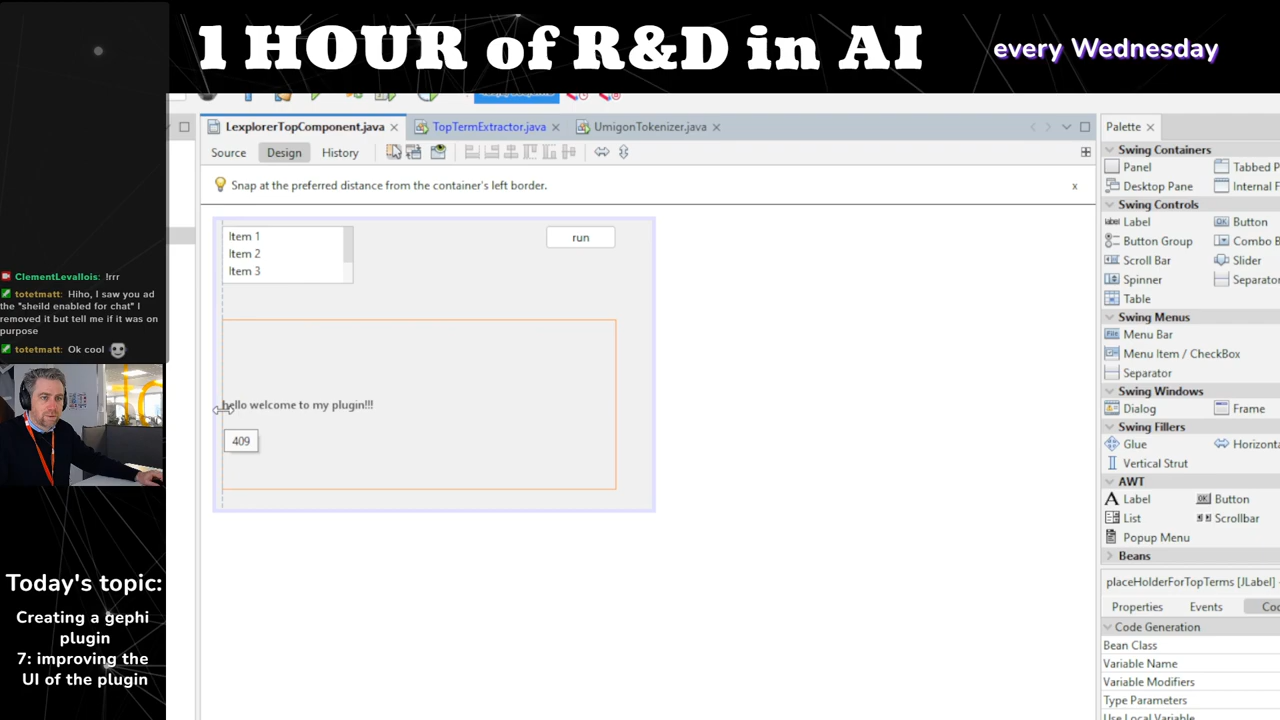 1 HOUR of R&D in AI
every Wednesday
LexplorerTopComponent.java
TopTermExtractor.java
UmigonTokenizer.java
Palette
Source
Design
History
Snap at the preferred distance from the container's left border.
x
Item 1
Item 2
Item 3
run
hello welcome to my plugin!!!
409
Swing Containers
Panel
Tabbed P
Desktop Pane
Internal F
Swing Controls
label Label
OK Button
Button Group
Combo B
Scroll Bar
Slider
Spinner
Separator
Table
Swing Menus
Menu Bar
Menu Item / CheckBox
Separator
Swing Windows
Dialog
Frame
Swing Fillers
Glue
Horizonta
Vertical Strut
AWT
A Label
OK Button
List
Scrollbar
Popup Menu
Beans
placeHolderForTopTerms [JLabel] -
Properties
Events
Coc
Code Generation
Bean Class
Variable Name
Variable Modifiers
Type Parameters
Use Local Variable
ClementLevallois: !rrr
totetmatt: Hiho, I saw you ad
the "sheild enabled for chat" I
removed it but tell me if it was on
purpose
totetmatt: Ok cool
Today's topic:
Creating a gephi
plugin
7: improving the
UI of the plugin